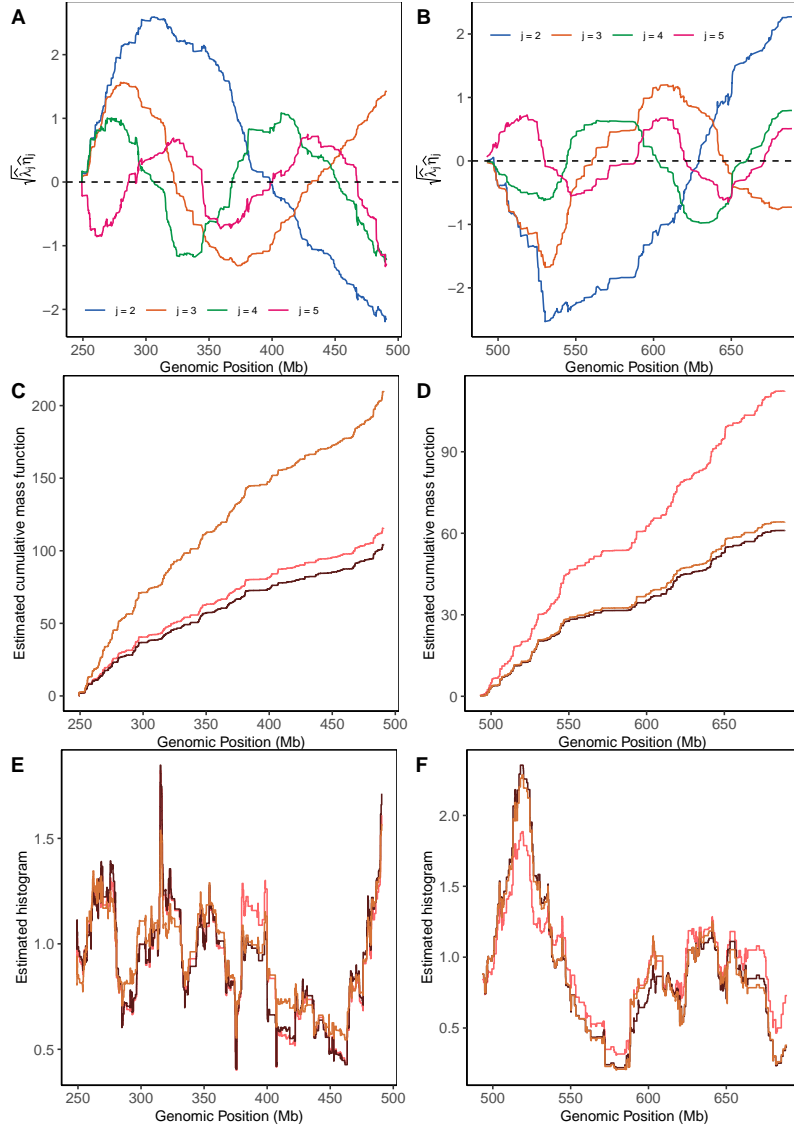 A
B
2
1
0
−1
−2
√λ̂ⱼη̂ⱼ
j = 2 j = 3 j = 4 j = 5
250 300 350 400 450 500
Genomic Position (Mb)
2
1
0
−1
−2
√λ̂ⱼη̂ⱼ
j = 2 j = 3 j = 4 j = 5
500 550 600 650
Genomic Position (Mb)
C
D
200
150
100
50
0
Estimated cumulative mass function
250 300 350 400 450 500
Genomic Position (Mb)
90
60
30
0
Estimated cumulative mass function
500 550 600 650
Genomic Position (Mb)
E
F
1.5
1.0
0.5
Estimated histogram
250 300 350 400 450 500
Genomic Position (Mb)
2.0
1.5
1.0
0.5
Estimated histogram
500 550 600 650
Genomic Position (Mb)